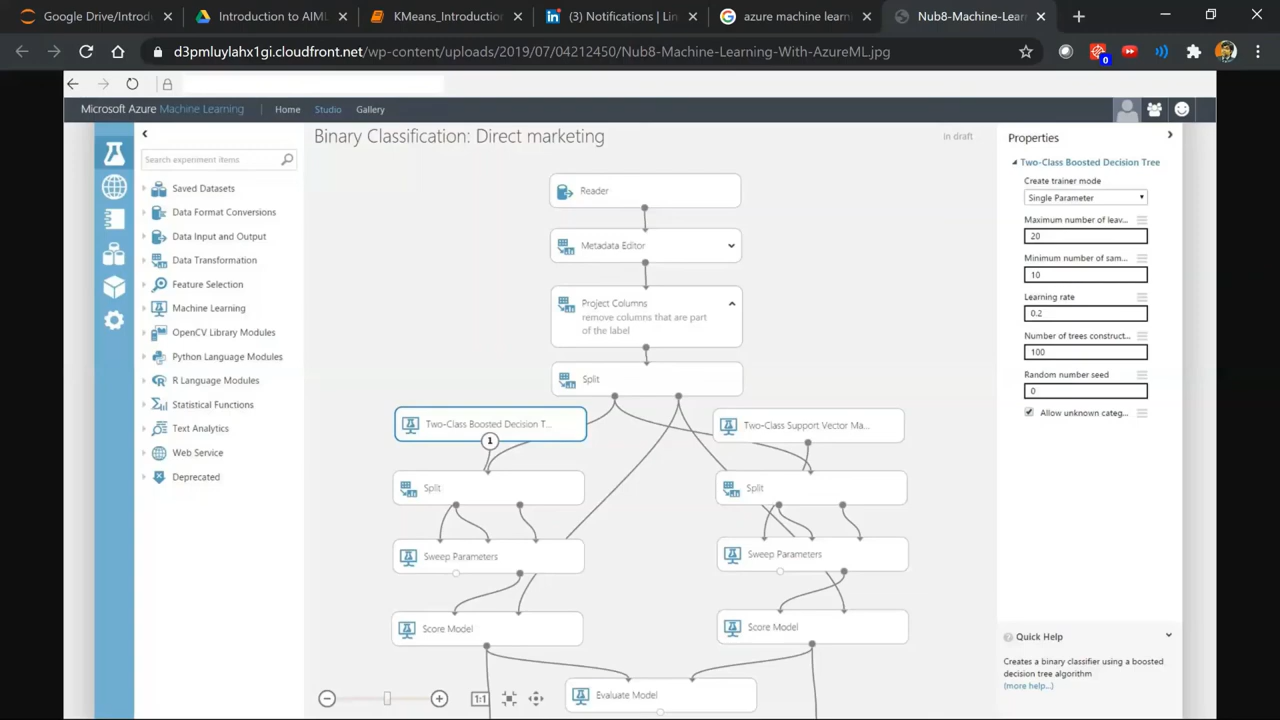 Google Drive/Introdu
Introduction to AIML
KMeans_Introduction
(3) Notifications | Lin
azure machine learn
Nub8-Machine-Lear
d3pmluylahx1gi.cloudfront.net/wp-content/uploads/2019/07/04212450/Nub8-Machine-Learning-With-AzureML.jpg
0
Microsoft Azure Machine Learning
Home
Studio
Gallery
Search experiment items
Saved Datasets
Data Format Conversions
Data Input and Output
Data Transformation
Feature Selection
Machine Learning
OpenCV Library Modules
Python Language Modules
R Language Modules
Statistical Functions
Text Analytics
Web Service
Deprecated
Binary Classification: Direct marketing
in draft
Reader
Metadata Editor
Project Columns
remove columns that are part
of the label
Split
Two-Class Boosted Decision T...
Two-Class Support Vector Ma...
1
Split
Split
Sweep Parameters
Sweep Parameters
Score Model
Score Model
Evaluate Model
1:1
Properties
Two-Class Boosted Decision Tree
Create trainer mode
Single Parameter
Maximum number of leav...
20
Minimum number of sam...
10
Learning rate
0.2
Number of trees construct...
100
Random number seed
0
Allow unknown categ...
Quick Help
Creates a binary classifier using a boosted
decision tree algorithm
(more help...)